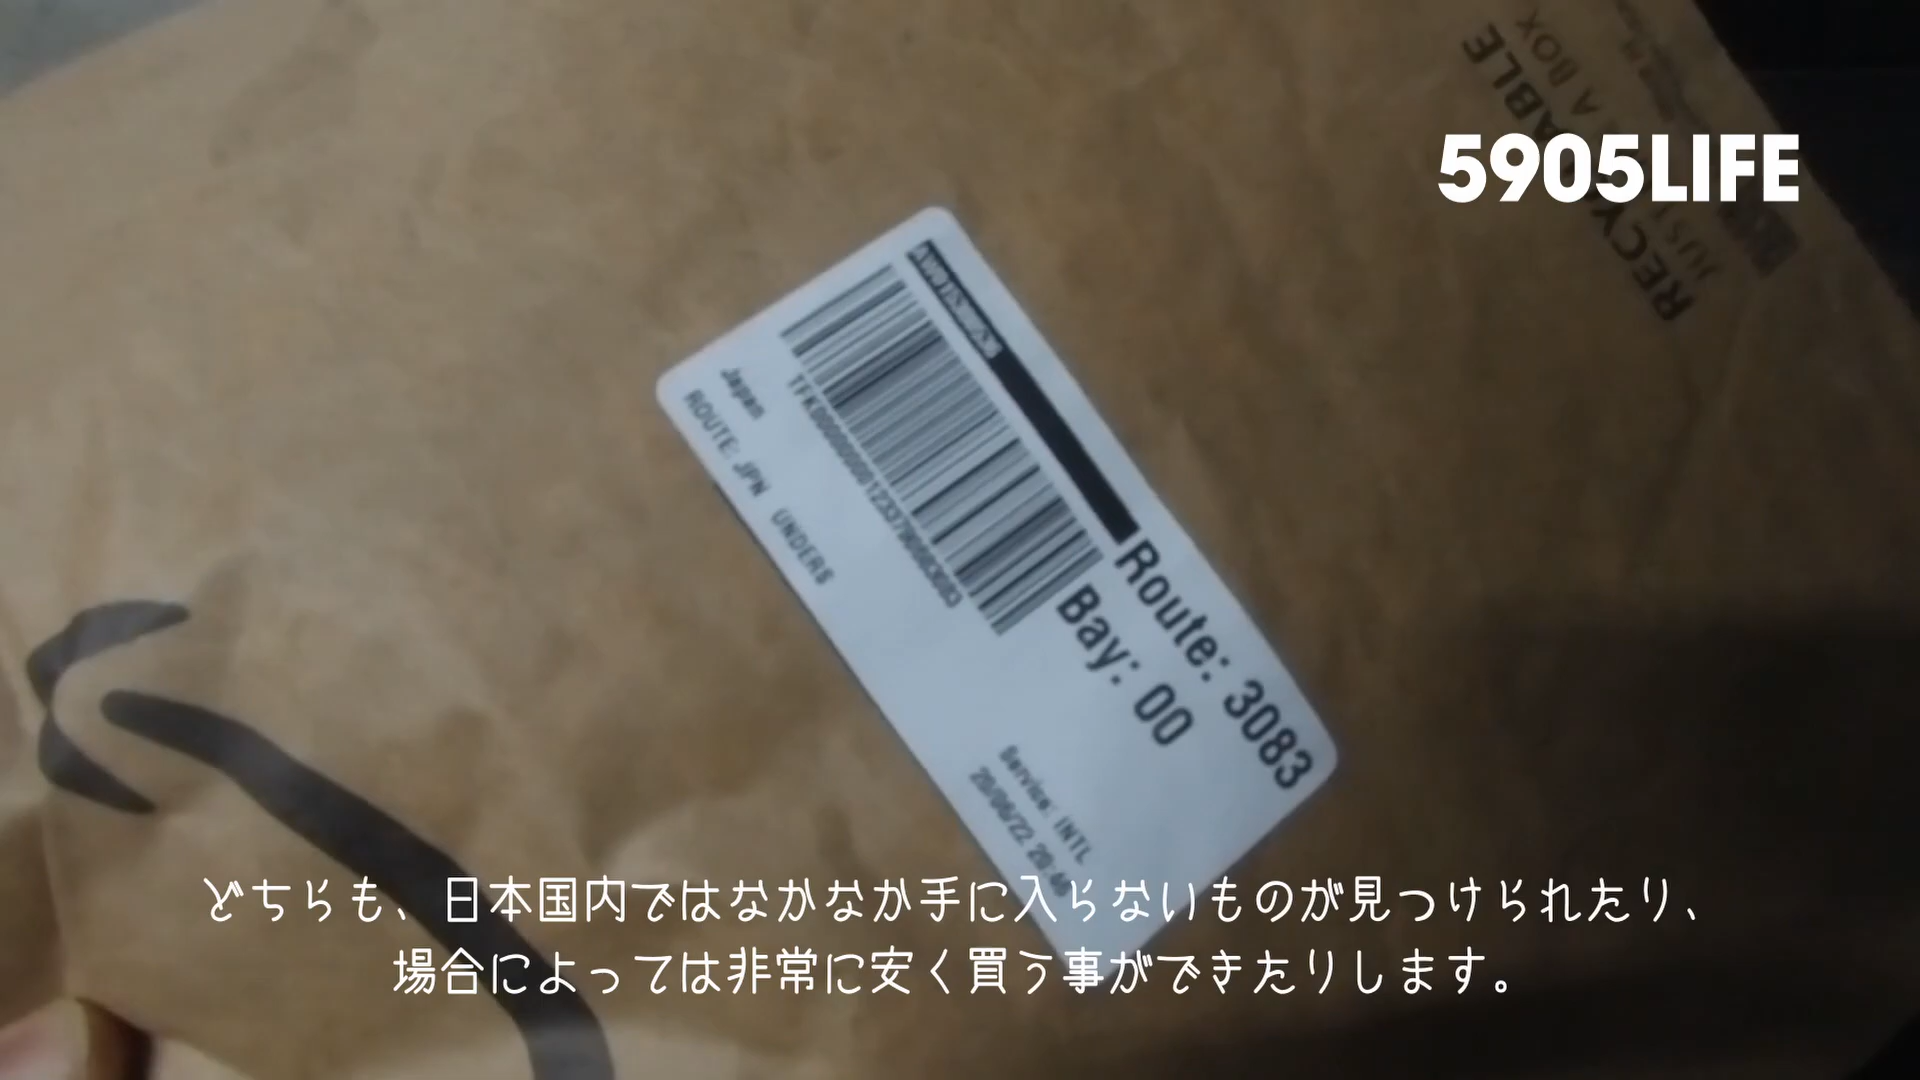 RECYCLABLE
JUST
A BOX
5905LIFE
Route: 3083
Bay: 00
Japan
ROUTE: JPN UNDERS
Service: INTL
どちらも、日本国内ではなかなか手に入らないものが見つけられたり、
場合によっては非常に安く買う事ができたりします。